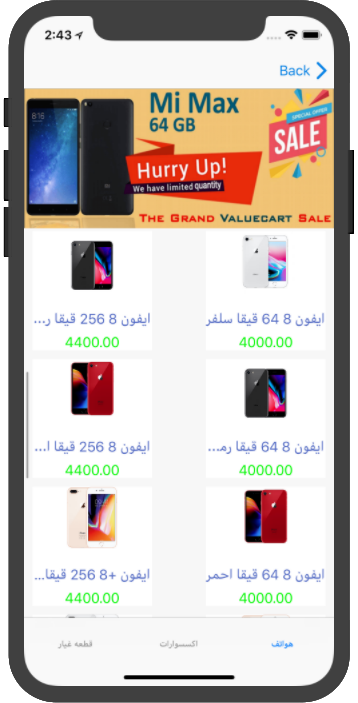 2:43
Back
Mi Max
64 GB
SPECIAL OFFER
SALE
Hurry Up!
We have limited quantity
THE GRAND VALUECART SALE
ايفون 8 64 قيقا سلفر
4000.00
ايفون 8 256 قيقا ر...
4400.00
ايفون 8 64 قيقا رمـ...
4000.00
ايفون 8 256 قيقا ا...
4400.00
ايفون 8 64 قيقا احمر
4000.00
ايفون +8 256 قيقا...
4400.00
هواتف
اكسسوارات
قطعه غيار